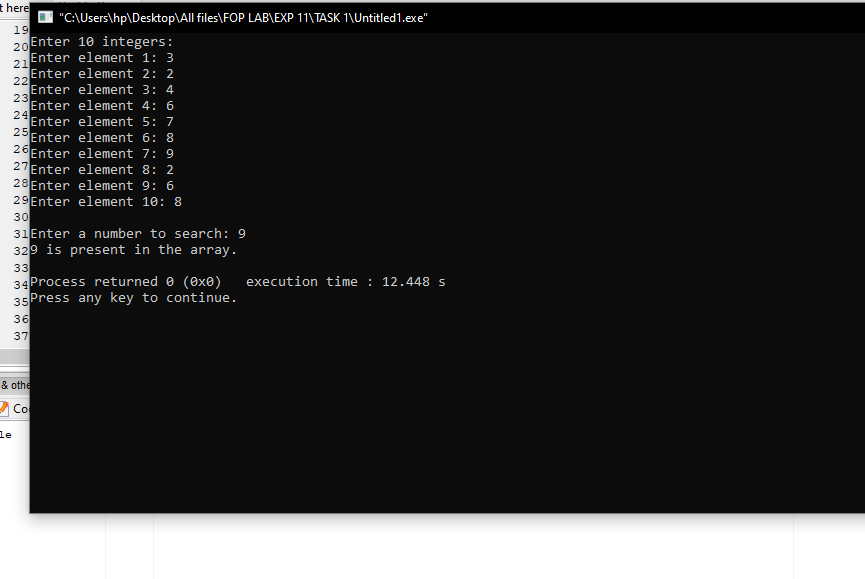 t here
"C:\Users\hp\Desktop\All files\FOP LAB\EXP 11\TASK 1\Untitled1.exe"
19
20
21
22
23
24
25
26
27
28
29
30
31
32
33
34
35
36
37
Enter 10 integers:
Enter element 1: 3
Enter element 2: 2
Enter element 3: 4
Enter element 4: 6
Enter element 5: 7
Enter element 6: 8
Enter element 7: 9
Enter element 8: 2
Enter element 9: 6
Enter element 10: 8
Enter a number to search: 9
9 is present in the array.
Process returned 0 (0x0)   execution time : 12.448 s
Press any key to continue.
& othe
Co
le